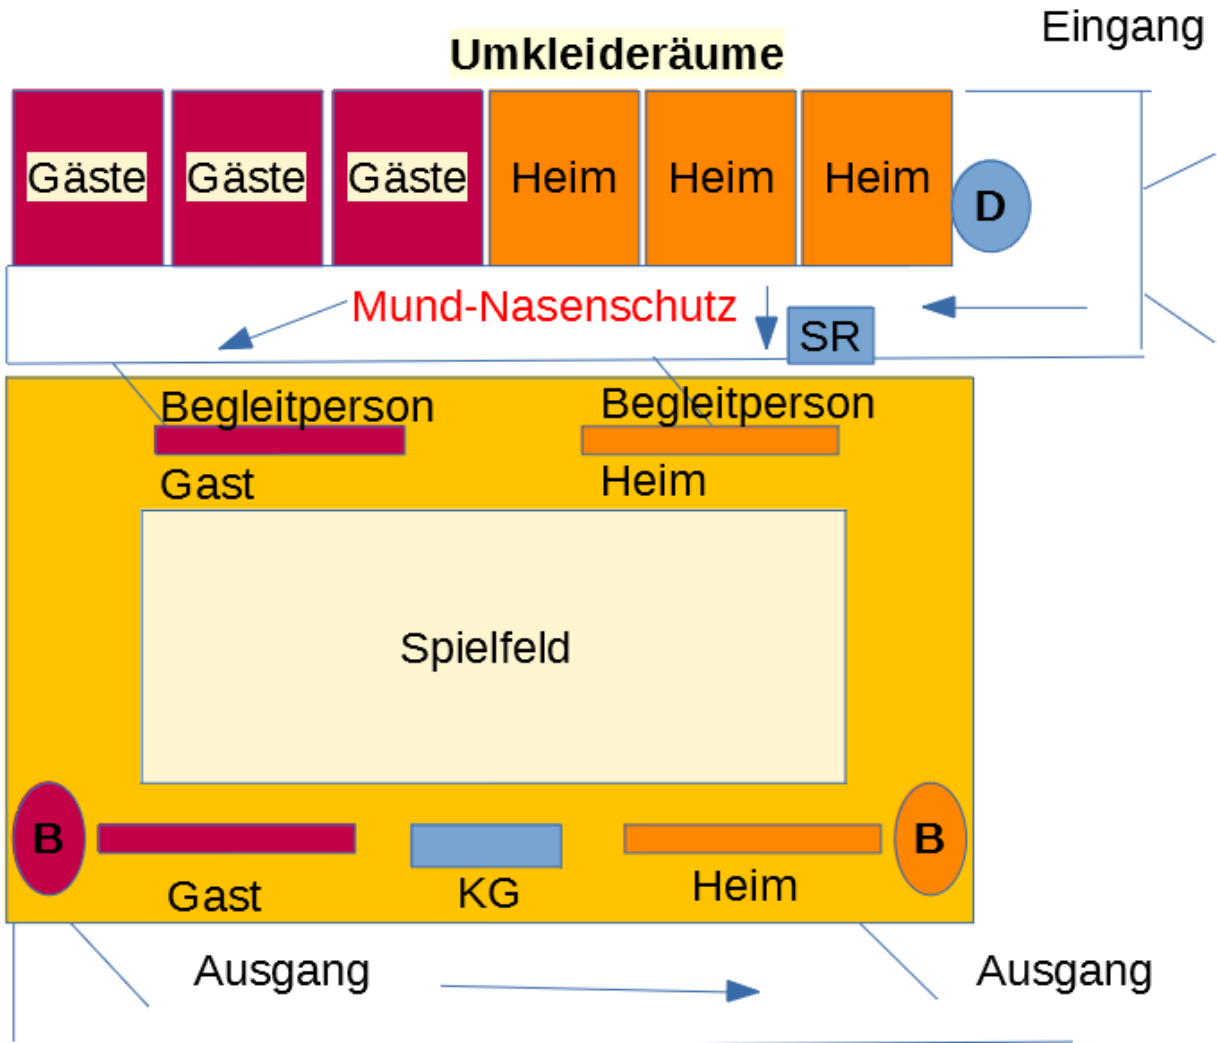 Eingang
Umkleideräume
Gäste
Gäste
Gäste
Heim
Heim
Heim
D
Mund-Nasenschutz
SR
Begleitperson
Begleitperson
Gast
Heim
Spielfeld
B
B
Gast
KG
Heim
Ausgang
Ausgang